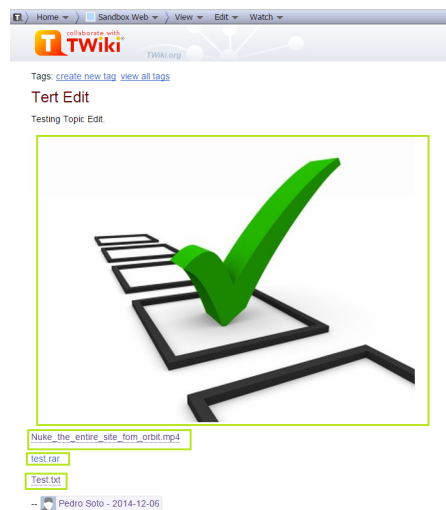 Home Sandbox Web View Edit Watch
collaborate with
TWiki
TWiki.org
Tags: create new tag view all tags
Tert Edit
Testing Topic Edit.
Nuke_the_entire_site_fom_orbit.mp4
test.rar
Test.txt
-- Pedro Soto - 2014-12-06